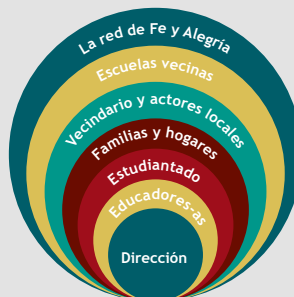 La red de Fe y Alegría
Escuelas vecinas
Vecindario y actores locales
Familias y hogares
Estudiantado
Educadores-as
Dirección